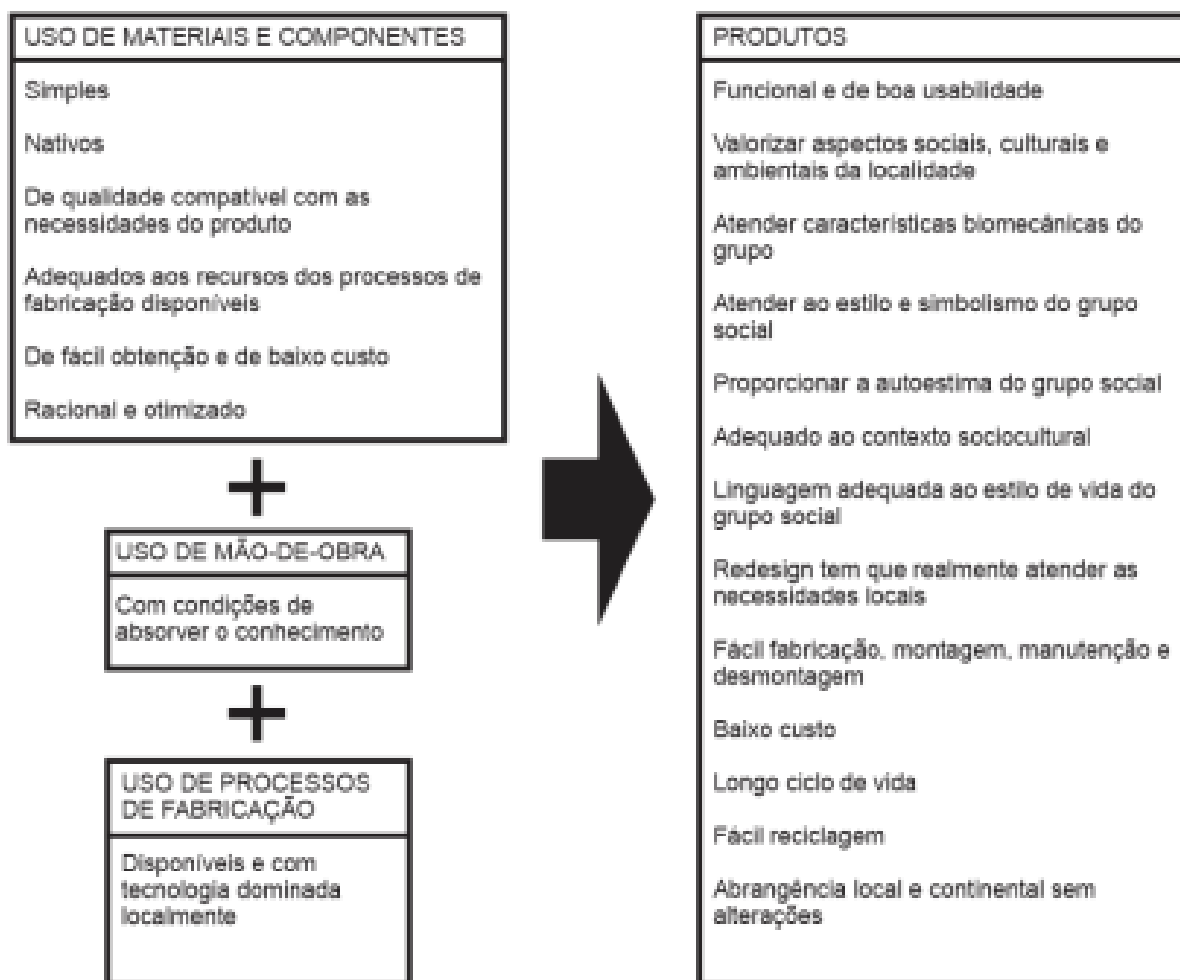 USO DE MATERIAIS E COMPONENTES
Simples
Nativos
De qualidade compatível com as
necessidades do produto
Adequados aos recursos dos processos de
fabricação disponíveis
De fácil obtenção e de baixo custo
Racional e otimizado
+
USO DE MÃO-DE-OBRA
Com condições de
absorver o conhecimento
+
USO DE PROCESSOS
DE FABRICAÇÃO
Disponíveis e com
tecnologia dominada
localmente
PRODUTOS
Funcional e de boa usabilidade
Valorizar aspectos sociais, culturais e
ambientais da localidade
Atender características biomecânicas do
grupo
Atender ao estilo e simbolismo do grupo
social
Proporcionar a autoestima do grupo social
Adequado ao contexto sociocultural
Linguagem adequada ao estilo de vida do
grupo social
Redesign tem que realmente atender as
necessidades locais
Fácil fabricação, montagem, manutenção e
desmontagem
Baixo custo
Longo ciclo de vida
Fácil reciclagem
Abrangência local e continental sem
alterações